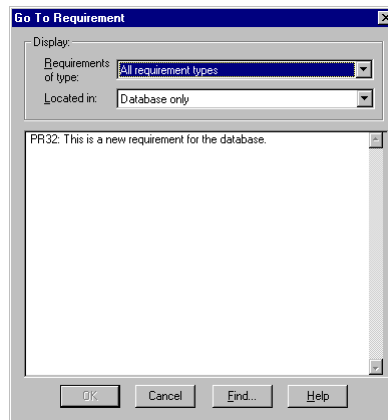 Go To Requirement
Display:
Requirements
of type:
All requirement types
Located in:
Database only
PR32: This is a new requirement for the database.
OK
Cancel
Find...
Help